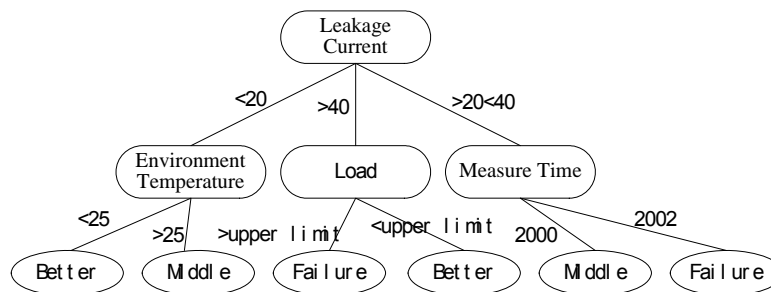 Leakage
Current
<20
>40
>20<40
Environment
Temperature
Load
Measure Time
<25
>25
>upper limit
<upper limit
2000
2002
Better
Middle
Failure
Better
Middle
Failure